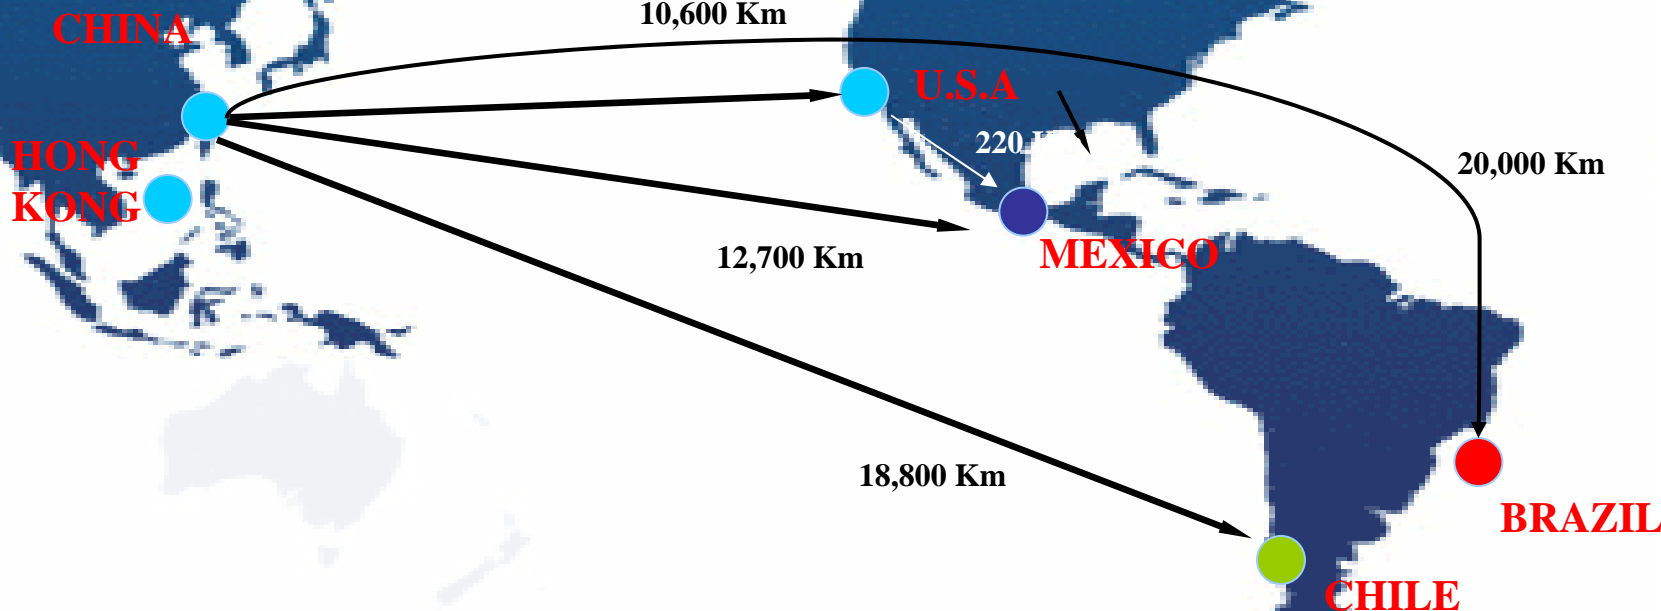 10,600 Km
CHINA
U.S.A
220
HONG
KONG
20,000 Km
MEXICO
12,700 Km
18,800 Km
BRAZIL
CHILE